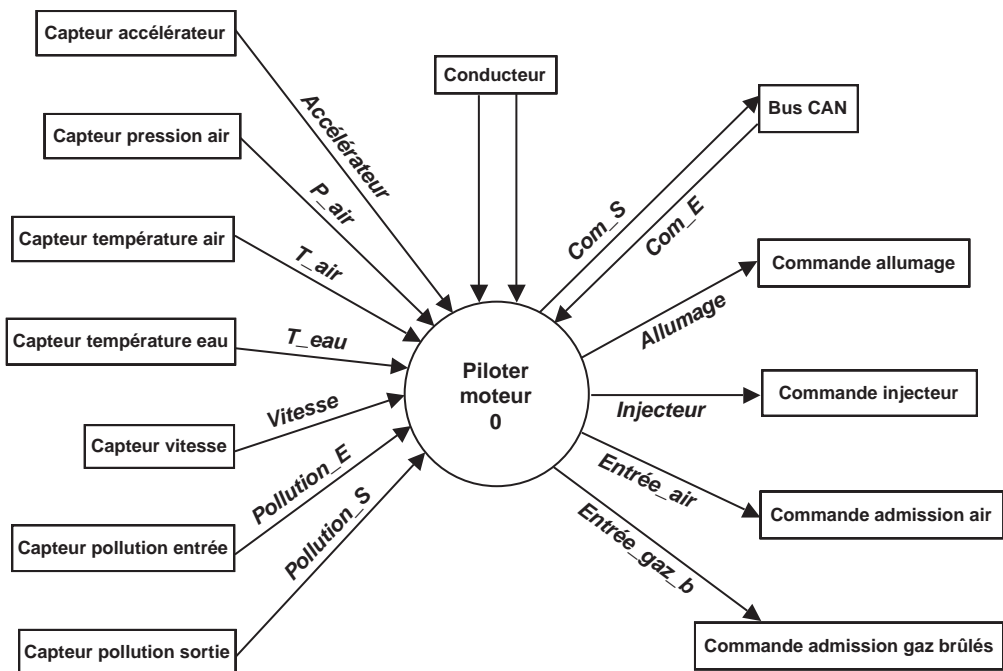 Capteur accélérateur
Capteur pression air
Capteur température air
Capteur température eau
Capteur vitesse
Capteur pollution entrée
Capteur pollution sortie
Accélérateur
P_air
T_air
T_eau
Vitesse
Pollution_E
Pollution_S
Conducteur
Piloter
moteur
0
Com_S
Com_E
Allumage
Injecteur
Entrée_air
Entrée_gaz_b
Bus CAN
Commande allumage
Commande injecteur
Commande admission air
Commande admission gaz brûlés